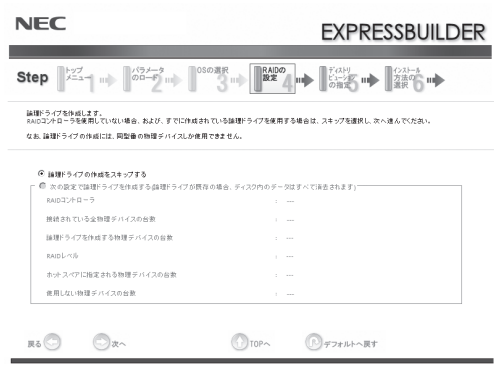 NEC
EXPRESSBUILDER
Step
トップメニュー 1
パラメータのロード 2
OSの選択 3
RAIDの設定 4
ディストリビューションの指定 5
インストール方法の選択 6
論理ドライブを作成します。
RAIDコントローラを使用していない場合、および、すでに作成されている論理ドライブを使用する場合は、スキップを選択し、次へ進んでください。
なお、論理ドライブの作成には、同型番の物理デバイスしか使用できません。
論理ドライブの作成をスキップする
次の設定で論理ドライブを作成する(論理ドライブが既存の場合、ディスク内のデータはすべて消去されます)
RAIDコントローラ : ---
接続されている全物理デバイスの台数 : ---
論理ドライブを作成する物理デバイスの台数 : ---
RAIDレベル : ---
ホットスペアに指定される物理デバイスの台数 : ---
使用しない物理デバイスの台数 : ---
戻る 次へ TOPへ デフォルトへ戻す